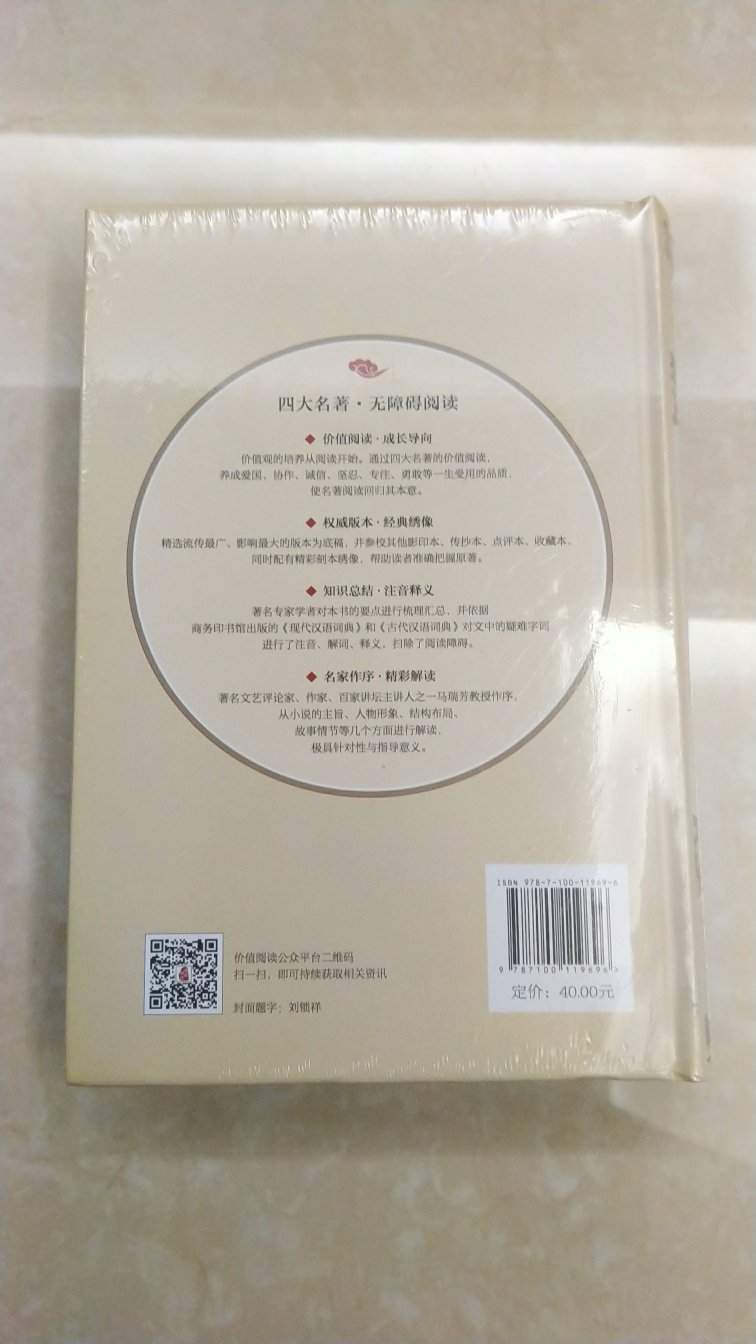 四大名著·无障碍阅读
◆ 价值阅读·成长导向
价值观的培养从阅读开始。通过四大名著的价值阅读，
养成爱国、协作、诚信、坚忍、专注、勇敢等一生受用的品质，
使名著阅读回归其本意。
◆ 权威版本·经典绣像
精选流传最广、影响最大的版本为底稿，并参校其他影印本、传抄本、点评本、收藏本，
同时配有精彩刻本绣像，帮助读者准确把握原著。
◆ 知识总结·注音释义
著名专家学者对本书的要点进行梳理汇总，并依据
商务印书馆出版的《现代汉语词典》和《古代汉语词典》对文中的疑难字词
进行了注音、解词、释义，扫除了阅读障碍。
◆ 名家作序·精彩解读
著名文艺评论家、作家、百家讲坛主讲人之一马瑞芳教授作序，
从小说的主旨、人物形象、结构布局、
故事情节等几个方面进行解读，
极具针对性与指导意义。
ISBN 978-7-100-11969-6
9 787100 119696 >
定价：40.00元
价值阅读公众平台二维码
扫一扫，即可持续获取相关资讯
封面题字：刘锁祥